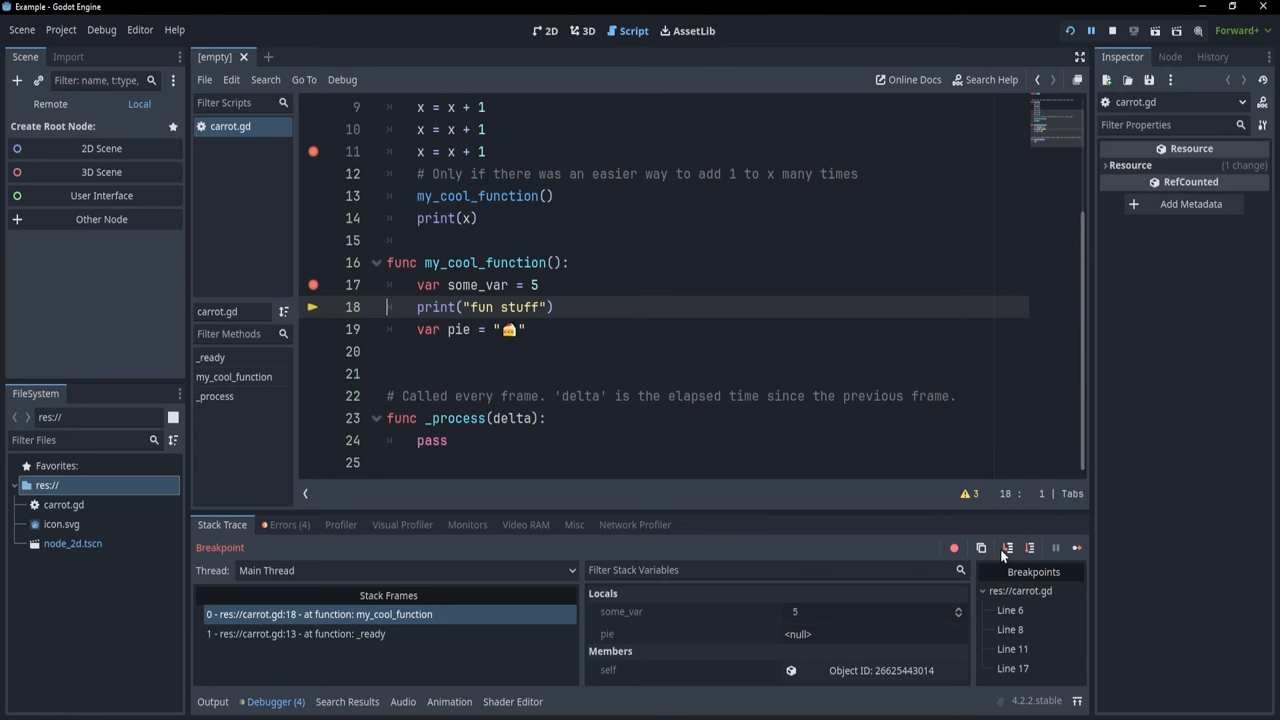 Example - Godot Engine
Scene Project Debug Editor Help
2D 3D Script AssetLib
Forward+
Scene Import
Filter: name, t:type,
Remote Local
Create Root Node:
2D Scene
3D Scene
User Interface
Other Node
FileSystem
res://
Filter Files
Favorites:
res://
carrot.gd
icon.svg
node_2d.tscn
[empty]
File Edit Search Go To Debug
Online Docs Search Help
Filter Scripts
carrot.gd
carrot.gd
Filter Methods
_ready
my_cool_function
_process
9 x = x + 1
10 x = x + 1
11 x = x + 1
12 # Only if there was an easier way to add 1 to x many times
13 my_cool_function()
14 print(x)
15
16 func my_cool_function():
17 var some_var = 5
18 print("fun stuff")
19 var pie = "🍰"
20
21
22 # Called every frame. 'delta' is the elapsed time since the previous frame.
23 func _process(delta):
24 pass
25
3 18 : 1 | Tabs
Stack Trace Errors (4) Profiler Visual Profiler Monitors Video RAM Misc Network Profiler
Breakpoint
Thread: Main Thread
Stack Frames
0 - res://carrot.gd:18 - at function: my_cool_function
1 - res://carrot.gd:13 - at function: _ready
Filter Stack Variables
Locals
some_var 5
pie <null>
Members
self Object ID: 26625443014
Breakpoints
res://carrot.gd
Line 6
Line 8
Line 11
Line 17
Output Debugger (4) Search Results Audio Animation Shader Editor
4.2.2.stable
Inspector Node History
carrot.gd
Filter Properties
Resource
Resource (1 change)
RefCounted
Add Metadata